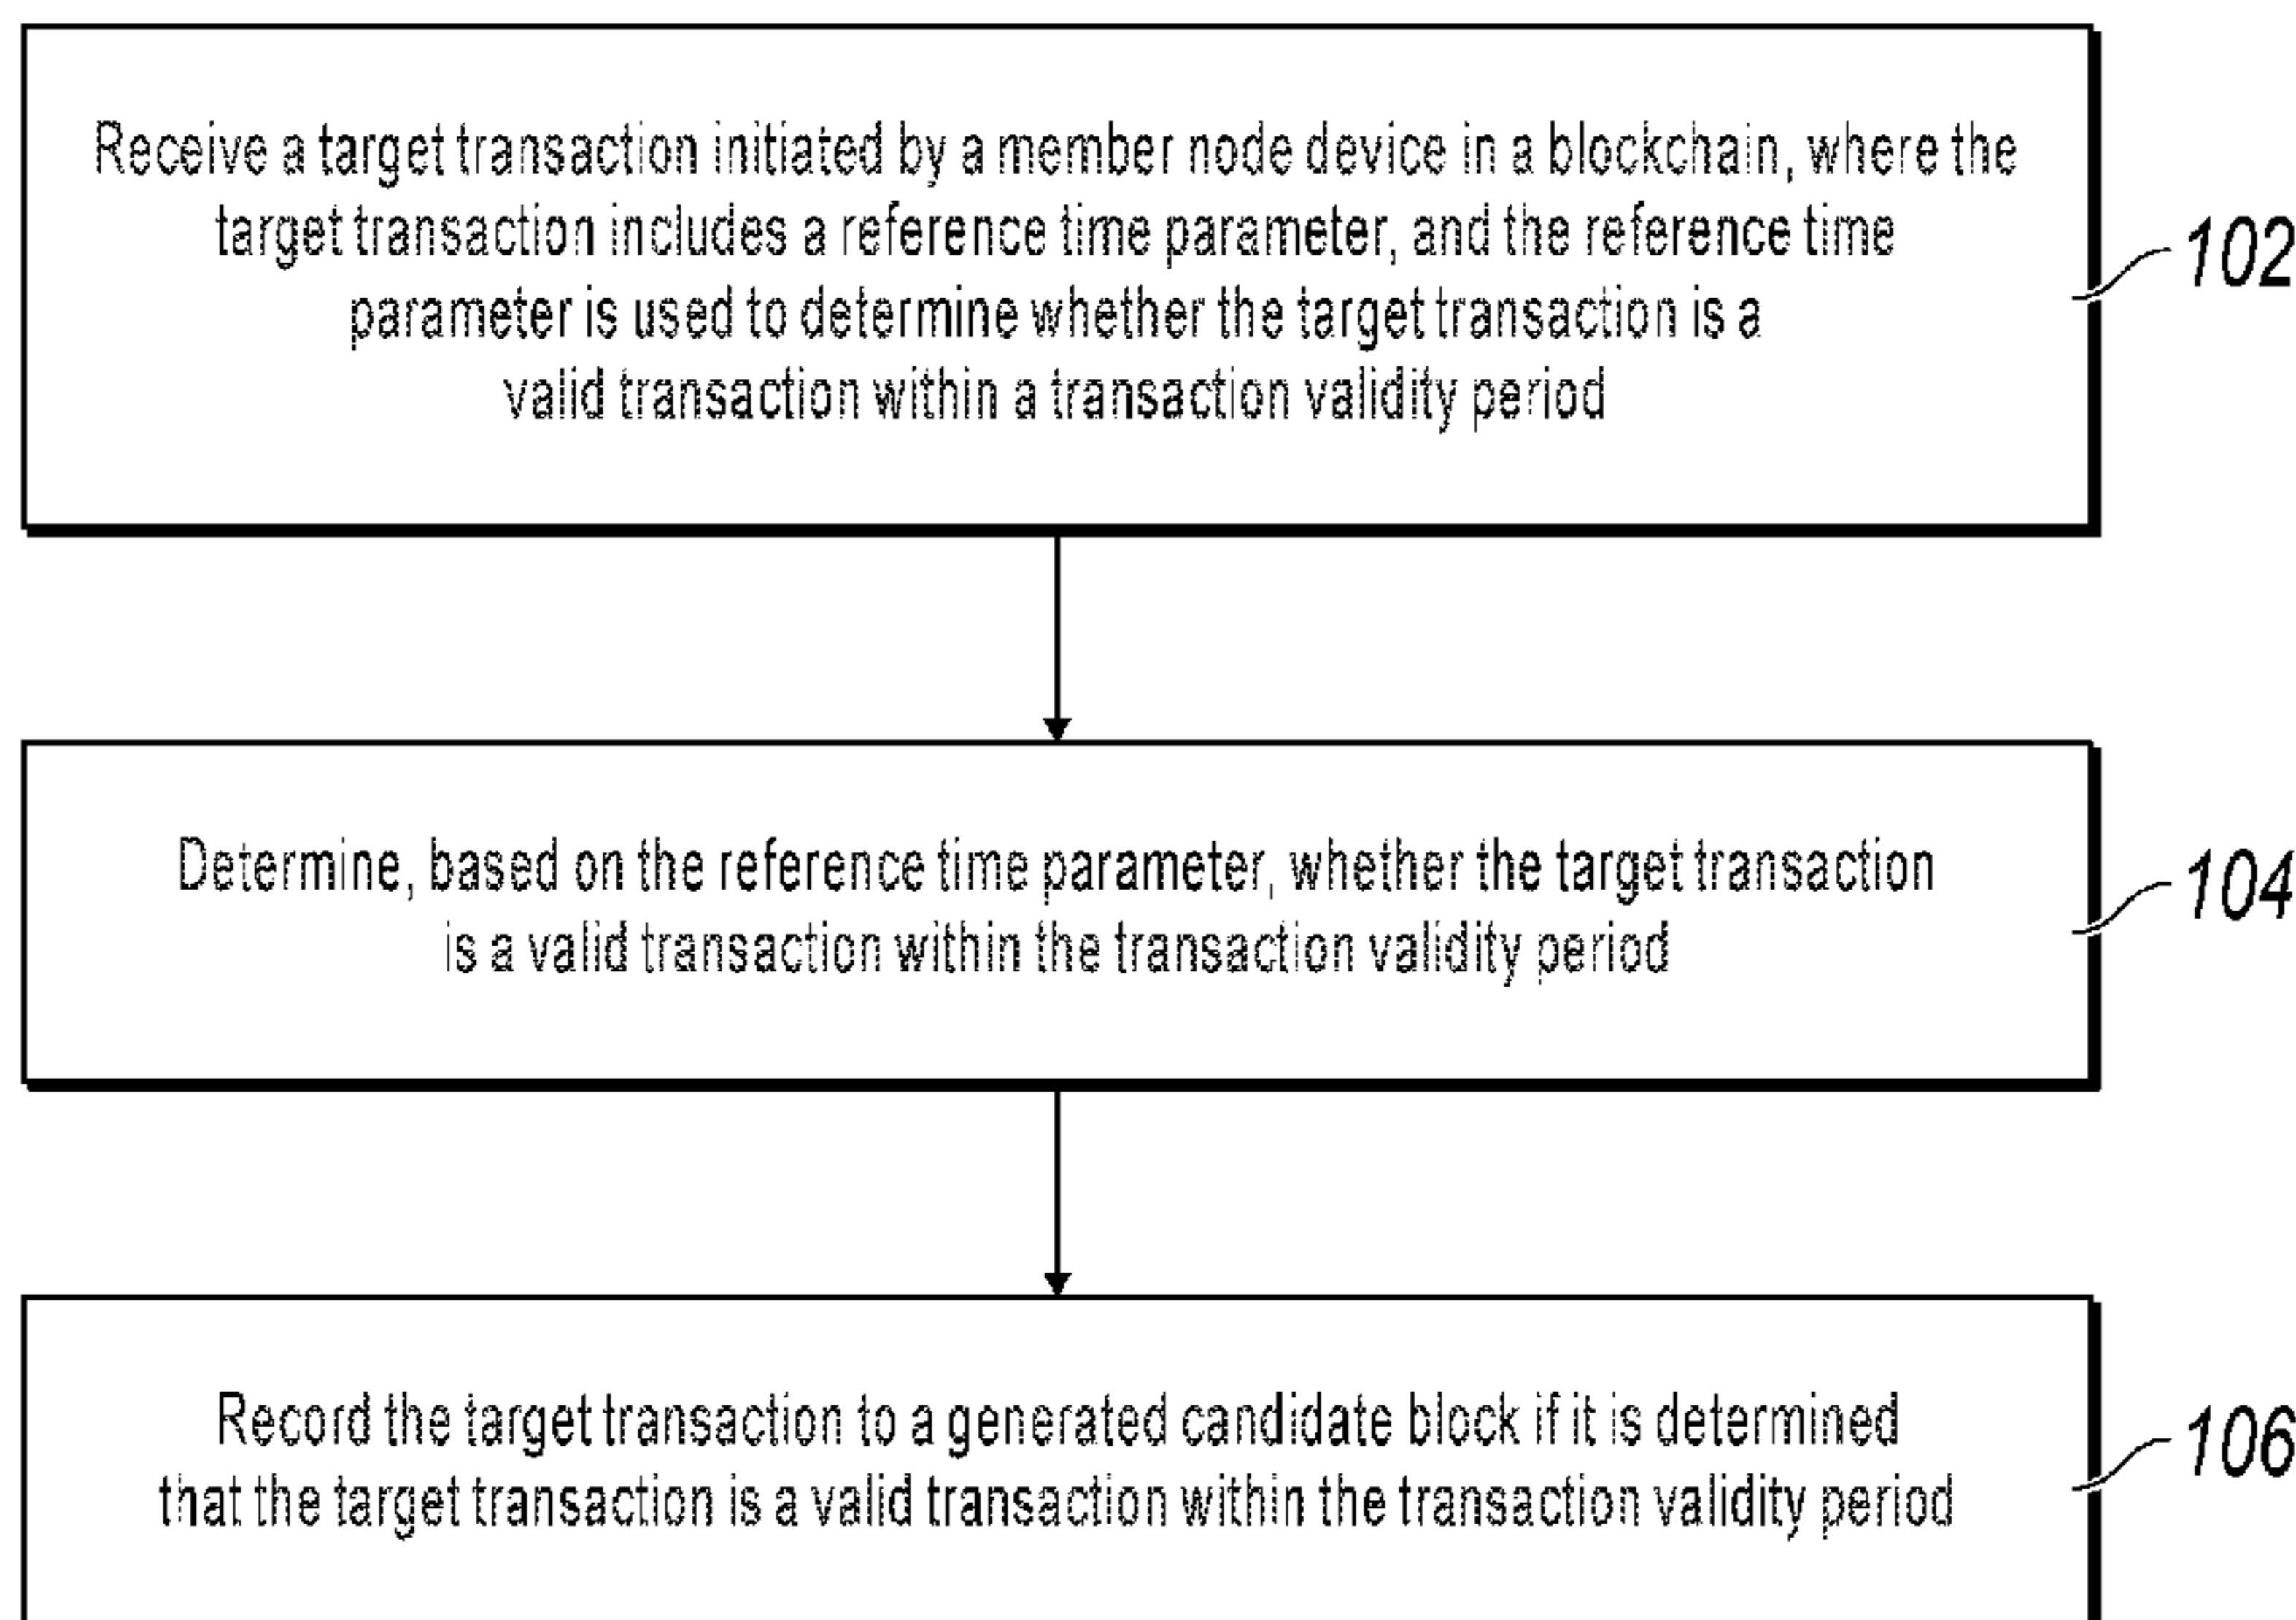 Receive a target transaction initiated by a member node device in a blockchain, where the
target transaction includes a reference time parameter, and the reference time
parameter is used to determine whether the target transaction is a
valid transaction within a transaction validity period
102
Determine, based on the reference time parameter, whether the target transaction
is a valid transaction within the transaction validity period
104
Record the target transaction to a generated candidate block if it is determined
that the target transaction is a valid transaction within the transaction validity period
106